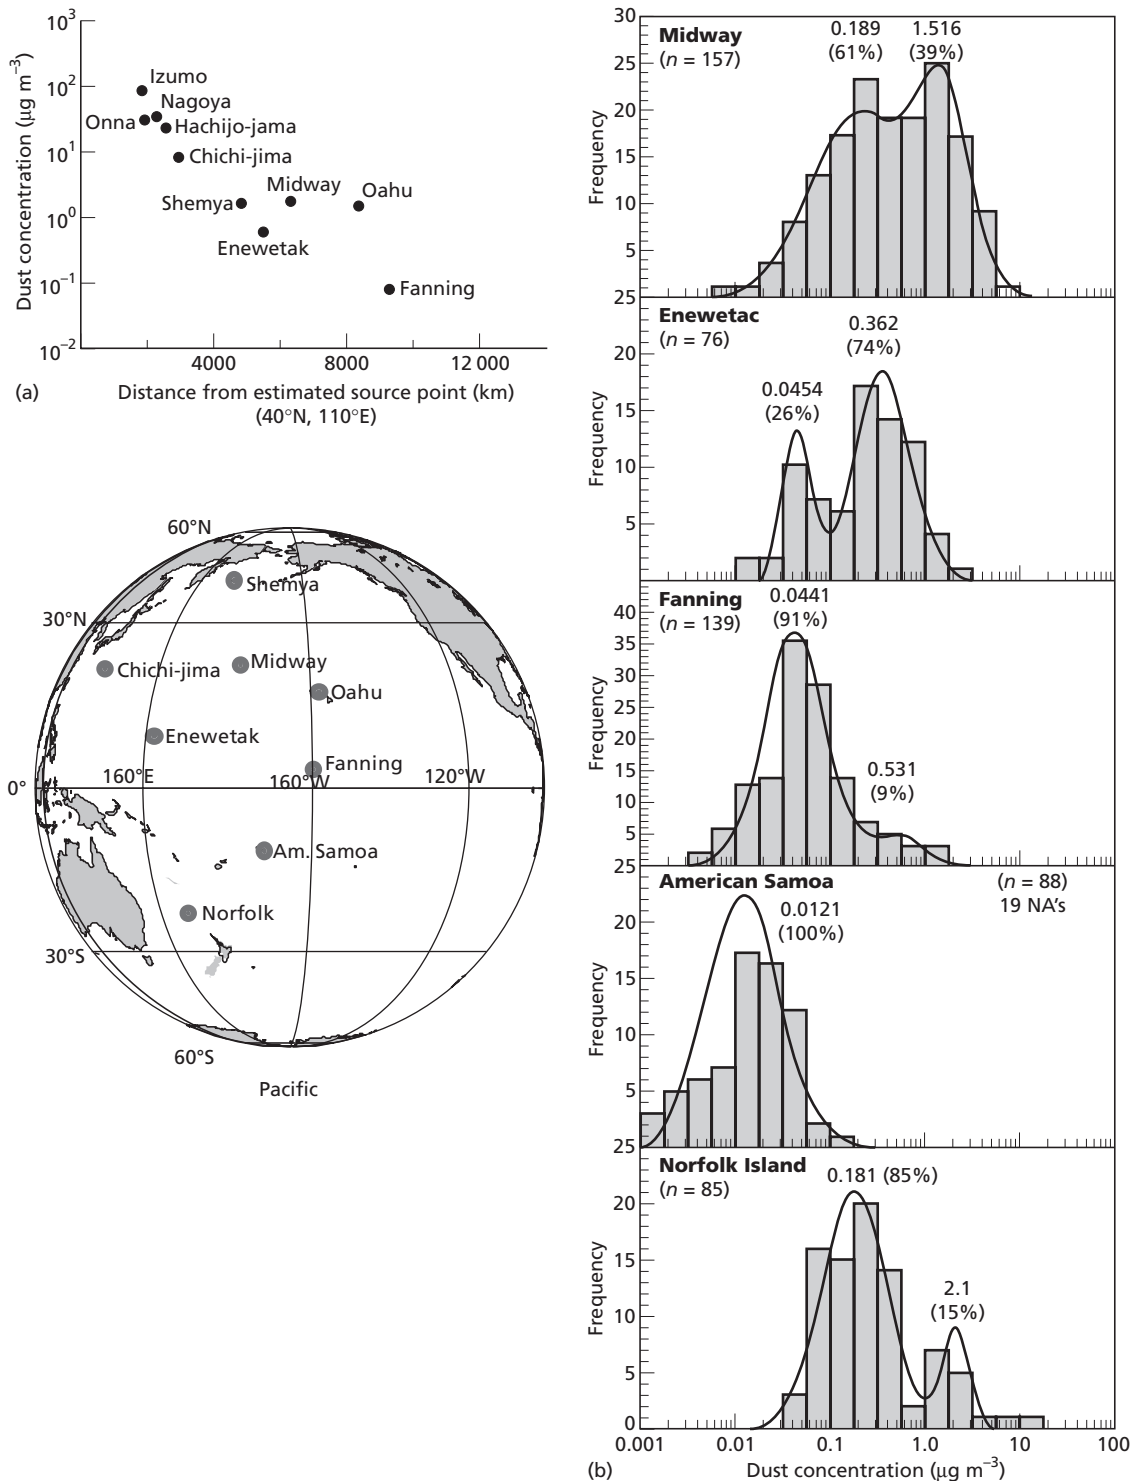 10³
10²
10¹
10⁰
10⁻¹
10⁻²
Dust concentration (µg m⁻³)
Izumo
Nagoya
Onna
Hachijo-jama
Chichi-jima
Midway
Oahu
Shemya
Enewetak
Fanning
4000
8000
12 000
(a)
Distance from estimated source point (km)
(40°N, 110°E)
60°N
Shemya
30°N
Chichi-jima
Midway
Oahu
Enewetak
Fanning
0°
160°E
160°W
120°W
Am. Samoa
Norfolk
30°S
60°S
Pacific
30
25
20
15
10
5
Frequency
Midway
(n = 157)
0.189
(61%)
1.516
(39%)
25
20
15
10
5
Frequency
Enewetac
(n = 76)
0.0454
(26%)
0.362
(74%)
40
35
30
25
20
15
10
5
Frequency
Fanning
(n = 139)
0.0441
(91%)
0.531
(9%)
25
20
15
10
5
Frequency
American Samoa
(n = 88)
19 NA's
0.0121
(100%)
25
20
15
10
5
0
Frequency
Norfolk Island
(n = 85)
0.181 (85%)
2.1
(15%)
0.001
0.01
0.1
1.0
10
100
(b)
Dust concentration (µg m⁻³)